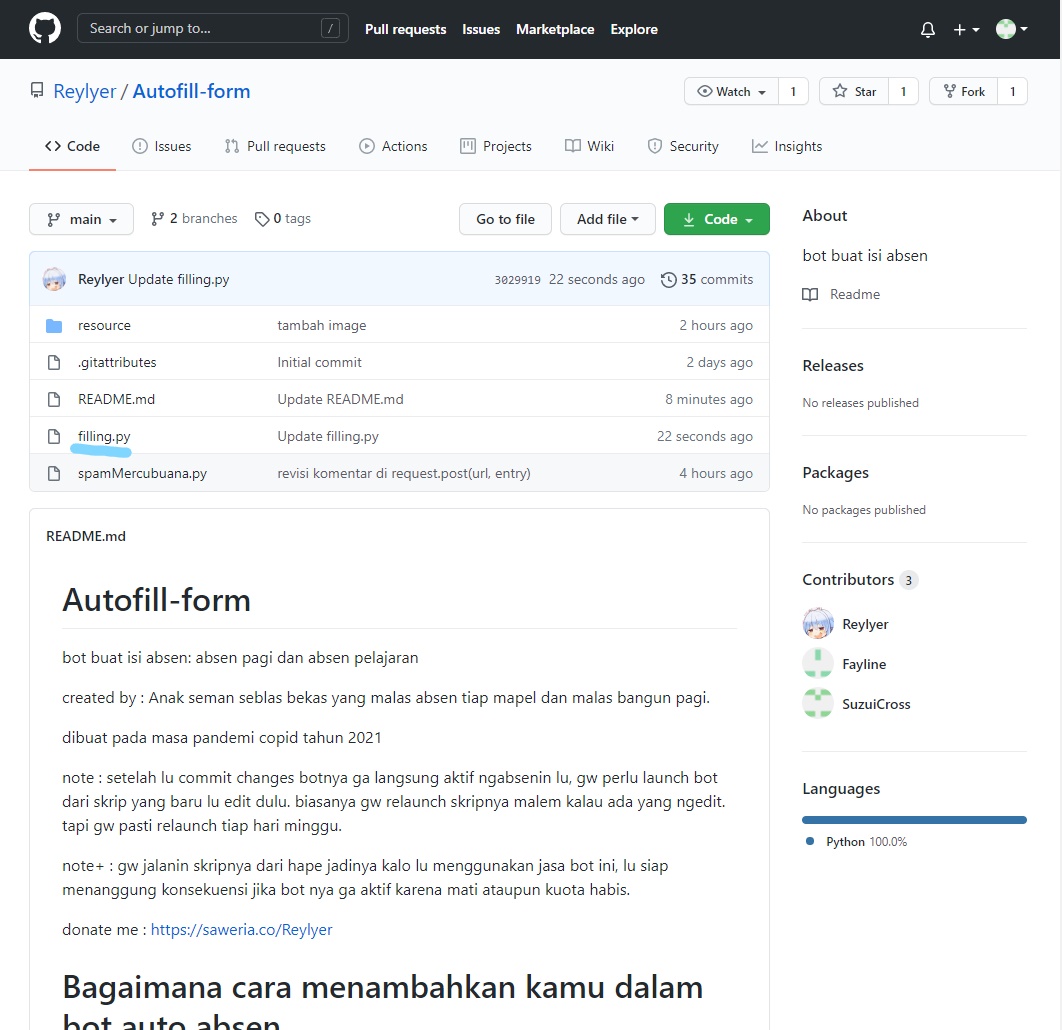 Search or jump to... /
Pull requests Issues Marketplace Explore
Reylyer / Autofill-form
Watch 1 Star 1 Fork 1
Code Issues Pull requests Actions Projects Wiki Security Insights
main 2 branches 0 tags Go to file Add file Code
Reylyer Update filling.py 3029919 22 seconds ago 35 commits
resource tambah image 2 hours ago
.gitattributes Initial commit 2 days ago
README.md Update README.md 8 minutes ago
filling.py Update filling.py 22 seconds ago
spamMercubuana.py revisi komentar di request.post(url, entry) 4 hours ago
README.md
Autofill-form
bot buat isi absen: absen pagi dan absen pelajaran
created by : Anak seman seblas bekas yang malas absen tiap mapel dan malas bangun pagi.
dibuat pada masa pandemi copid tahun 2021
note : setelah lu commit changes botnya ga langsung aktif ngabsenin lu, gw perlu launch bot
dari skrip yang baru lu edit dulu. biasanya gw relaunch skripnya malem kalau ada yang ngedit.
tapi gw pasti relaunch tiap hari minggu.
note+ : gw jalanin skripnya dari hape jadinya kalo lu menggunakan jasa bot ini, lu siap
menanggung konsekuensi jika bot nya ga aktif karena mati ataupun kuota habis.
donate me : https://saweria.co/Reylyer
Bagaimana cara menambahkan kamu dalam
bot auto absen
About
bot buat isi absen
Readme
Releases
No releases published
Packages
No packages published
Contributors 3
Reylyer
Fayline
SuzuiCross
Languages
Python 100.0%